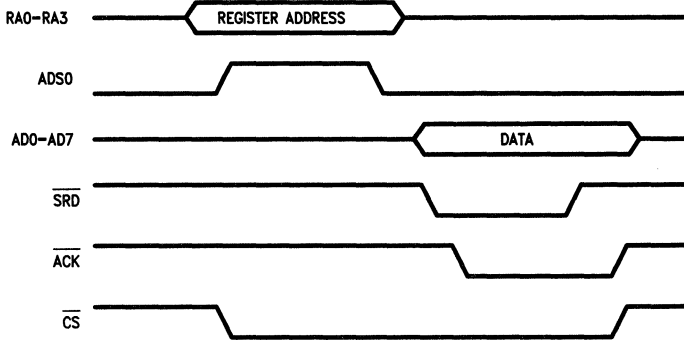 RA0-RA3
REGISTER ADDRESS
ADS0
AD0-AD7
DATA
SRD
ACK
CS